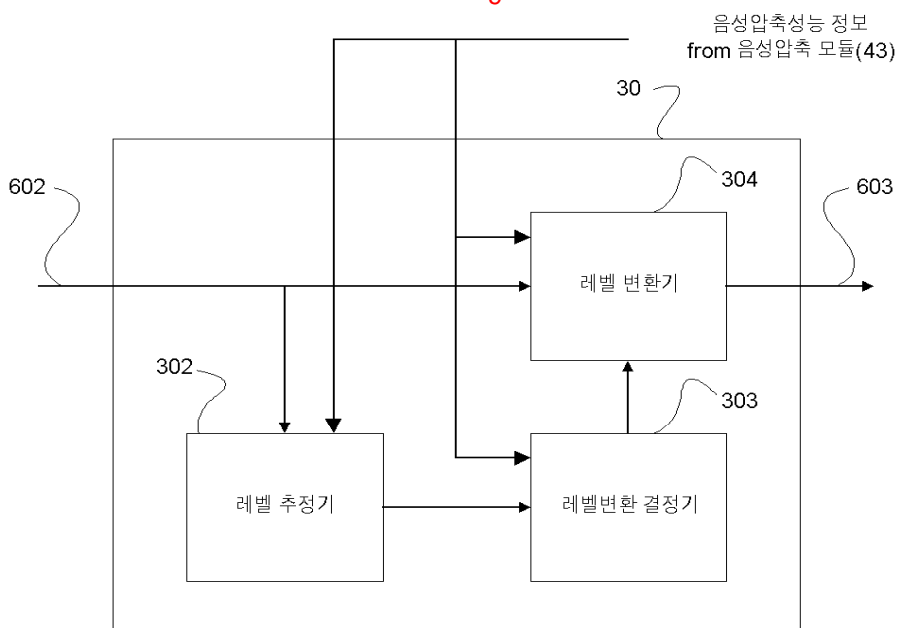 음성압축성능 정보
from 음성압축 모듈(43)
30
602
304
603
레벨 변환기
302
303
레벨 추정기
레벨변환 결정기